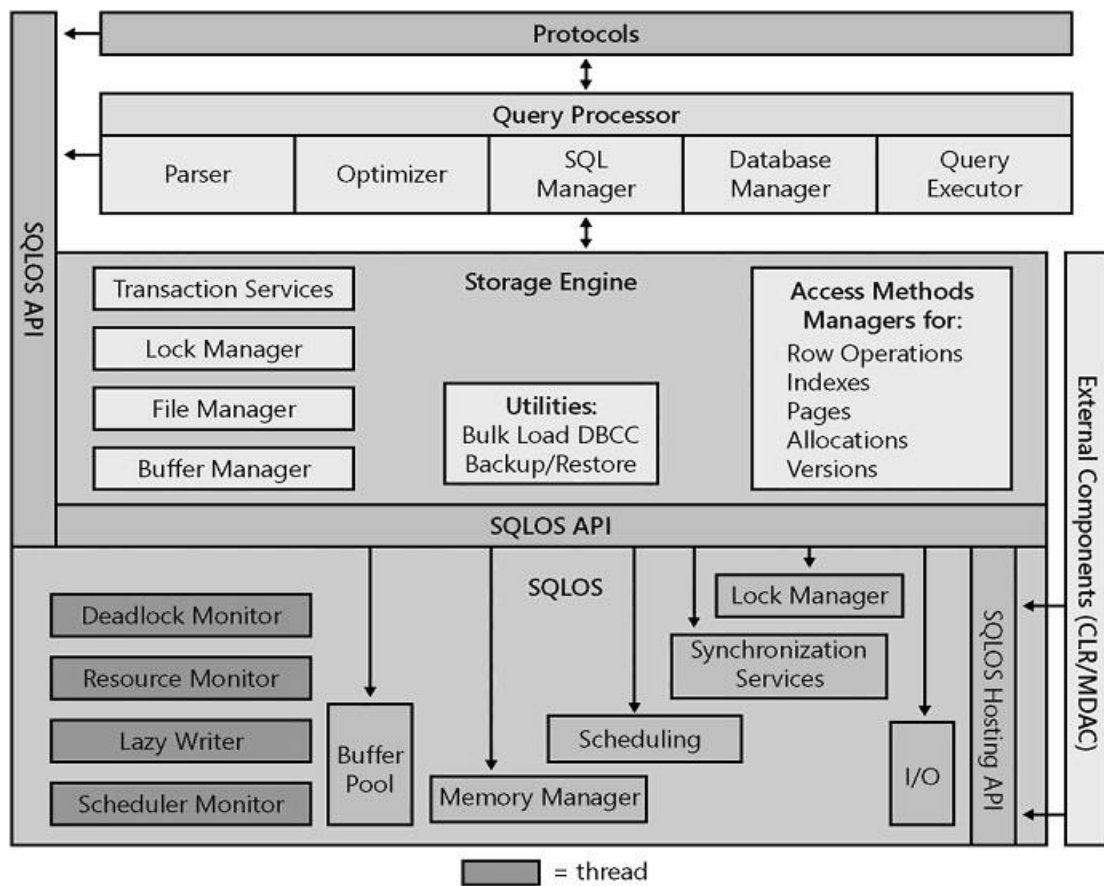 Protocols
Query Processor
Parser
Optimizer
SQL
Manager
Database
Manager
Query
Executor
SQLOS API
Storage Engine
Transaction Services
Lock Manager
File Manager
Buffer Manager
Utilities:
Bulk Load DBCC
Backup/Restore
Access Methods
Managers for:
Row Operations
Indexes
Pages
Allocations
Versions
External Components (CLR/MDAC)
SQLOS API
SQLOS
Deadlock Monitor
Resource Monitor
Lazy Writer
Scheduler Monitor
Buffer
Pool
Memory Manager
Scheduling
Synchronization
Services
Lock Manager
I/O
SQLOS Hosting API
= thread